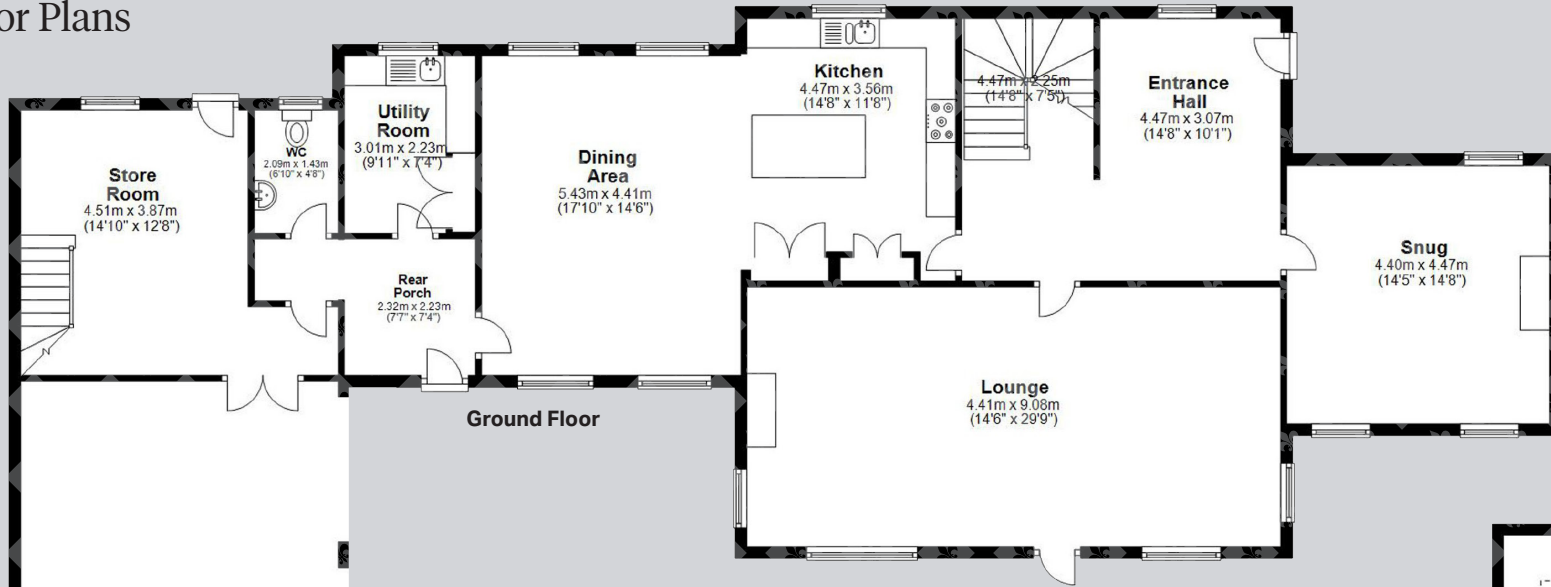 or Plans
Kitchen
4.47m x 3.56m
(14'8" x 11'8")
4.47m x 2.25m
(14'8" x 7'5")
Entrance
Hall
4.47m x 3.07m
(14'8" x 10'1")
Utility
Room
3.01m x 2.23m
(9'11" x 7'4")
WC
2.09m x 1.43m
(6'10" x 4'8")
Store
Room
4.51m x 3.87m
(14'10" x 12'8")
Dining
Area
5.43m x 4.41m
(17'10" x 14'6")
Snug
4.40m x 4.47m
(14'5" x 14'8")
Rear
Porch
2.32m x 2.23m
(7'7" x 7'4")
Lounge
4.41m x 9.08m
(14'6" x 29'9")
Ground Floor